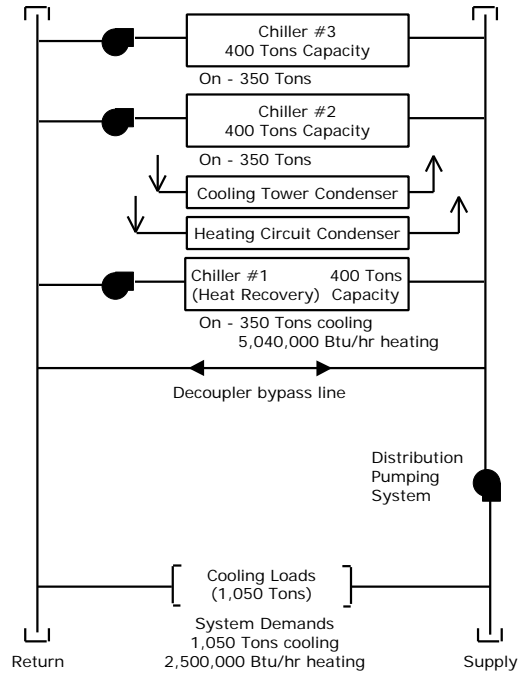 Chiller #3
400 Tons Capacity
On - 350 Tons
Chiller #2
400 Tons Capacity
On - 350 Tons
Cooling Tower Condenser
Heating Circuit Condenser
Chiller #1 400 Tons
(Heat Recovery) Capacity
On - 350 Tons cooling
5,040,000 Btu/hr heating
Decoupler bypass line
Distribution
Pumping
System
Cooling Loads
(1,050 Tons)
System Demands
1,050 Tons cooling
2,500,000 Btu/hr heating
Return
Supply